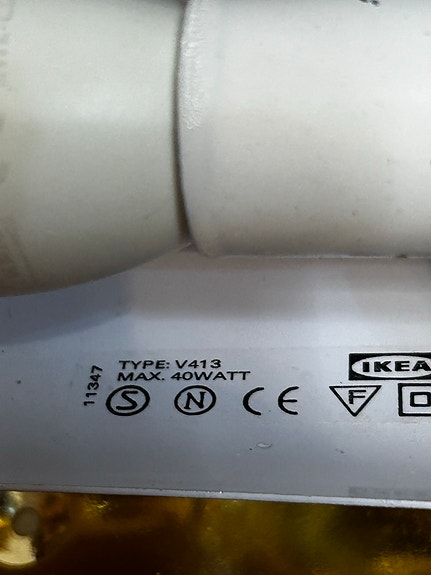 11347
TYPE: V413
MAX. 40WATT
IKEA
S N CE F